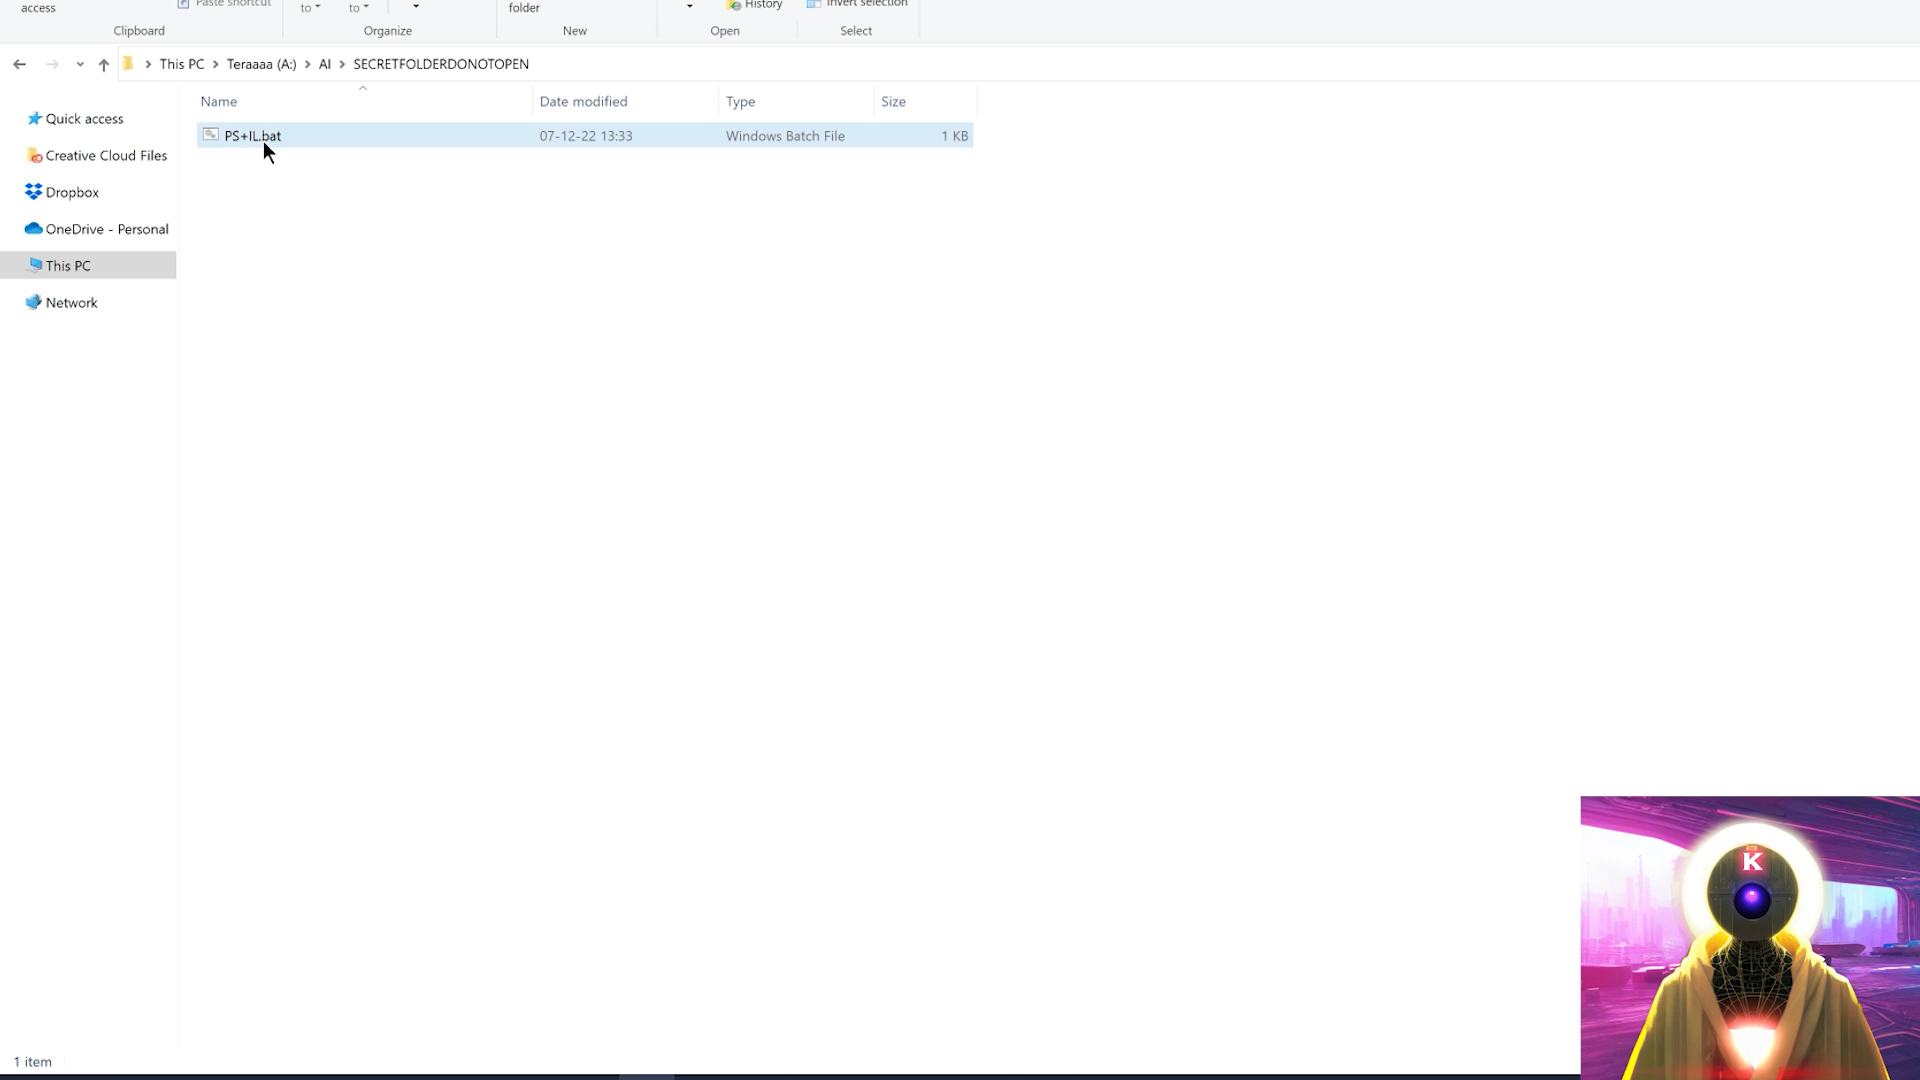 access
Paste shortcut
to
to
folder
History
Invert selection
Clipboard
Organize
New
Open
Select
This PC
Teraaaa (A:)
AI
SECRETFOLDERDONOTOPEN
Name
Date modified
Type
Size
Quick access
PS+IL.bat
07-12-22 13:33
Windows Batch File
1 KB
Creative Cloud Files
Dropbox
OneDrive - Personal
This PC
Network
K
1 item